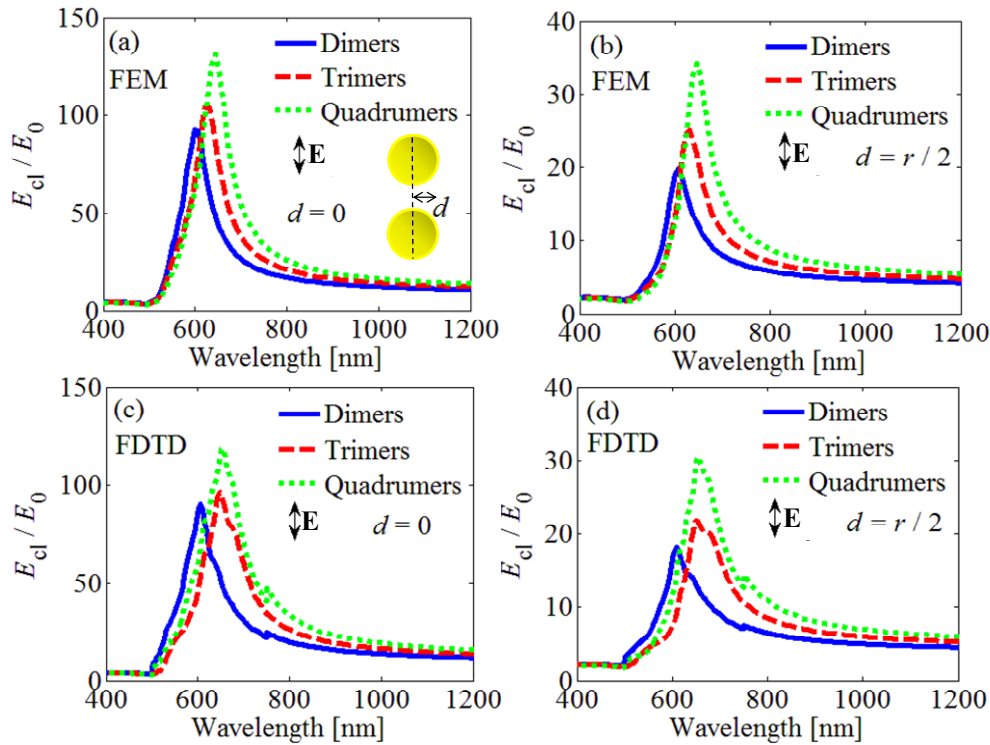 (a)
FEM
Dimers
Trimers
Quadrumers
E
d = 0
d
E_cl / E_0
150
100
50
0
400 600 800 1000 1200
Wavelength [nm]
(b)
FEM
Dimers
Trimers
Quadrumers
E
d = r / 2
E_cl / E_0
40
30
20
10
0
400 600 800 1000 1200
Wavelength [nm]
(c)
FDTD
Dimers
Trimers
Quadrumers
E
d = 0
E_cl / E_0
150
100
50
0
400 600 800 1000 1200
Wavelength [nm]
(d)
FDTD
Dimers
Trimers
Quadrumers
E
d = r / 2
E_cl / E_0
40
30
20
10
0
400 600 800 1000 1200
Wavelength [nm]